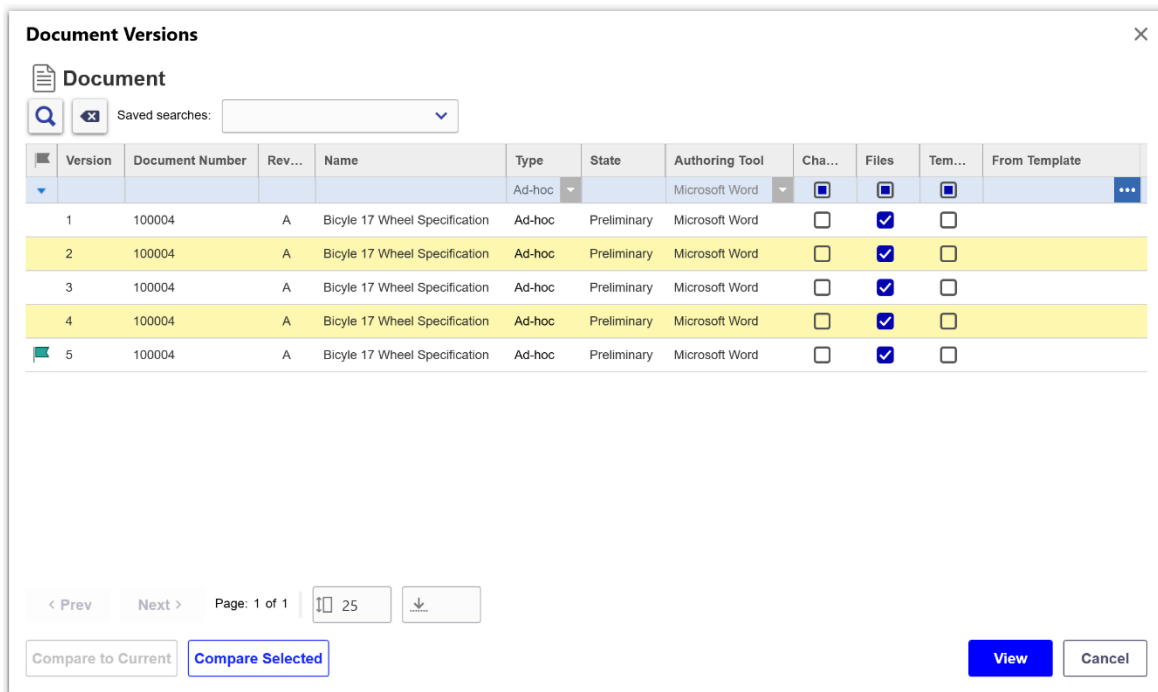 Document Versions
Document
Saved searches:
Version Document Number Rev... Name Type State Authoring Tool Cha... Files Tem... From Template
Ad-hoc Microsoft Word
1 100004 A Bicyle 17 Wheel Specification Ad-hoc Preliminary Microsoft Word
2 100004 A Bicyle 17 Wheel Specification Ad-hoc Preliminary Microsoft Word
3 100004 A Bicyle 17 Wheel Specification Ad-hoc Preliminary Microsoft Word
4 100004 A Bicyle 17 Wheel Specification Ad-hoc Preliminary Microsoft Word
5 100004 A Bicyle 17 Wheel Specification Ad-hoc Preliminary Microsoft Word
< Prev Next > Page: 1 of 1 25
Compare to Current Compare Selected View Cancel